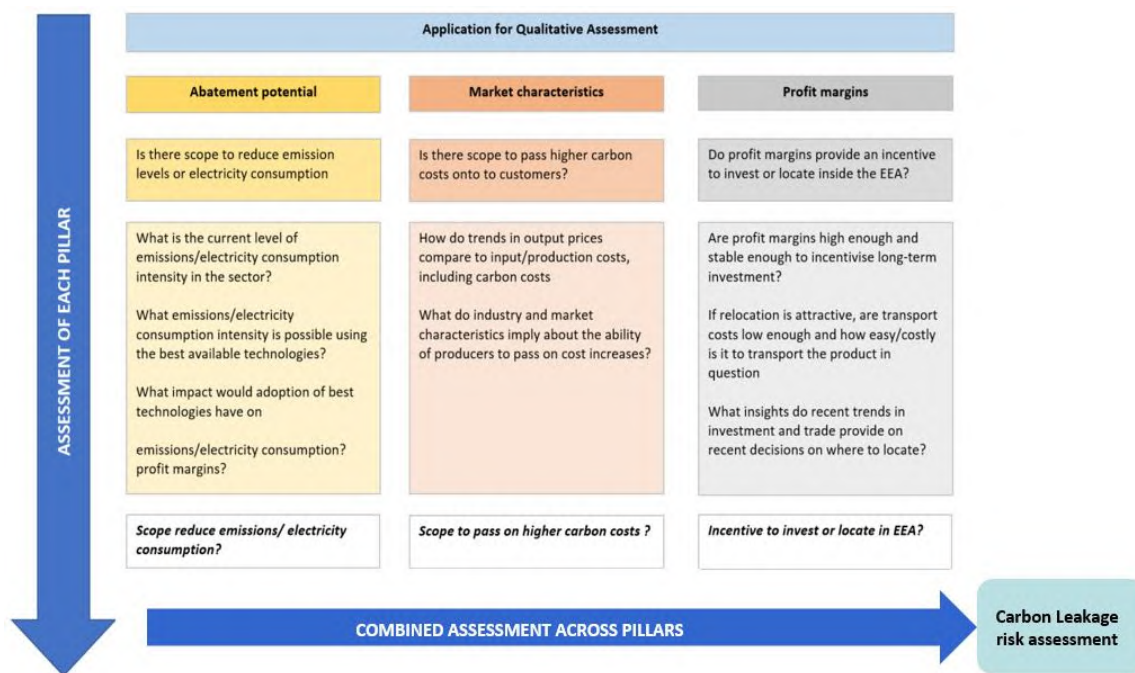 Application for Qualitative Assessment
ASSESSMENT OF EACH PILLAR
Abatement potential
Is there scope to reduce emission
levels or electricity consumption
What is the current level of
emissions/electricity consumption
intensity in the sector?
What emissions/electricity
consumption intensity is possible using
the best available technologies?
What impact would adoption of best
technologies have on
emissions/electricity consumption?
profit margins?
Scope reduce emissions/ electricity
consumption?
Market characteristics
Is there scope to pass higher carbon
costs onto to customers?
How do trends in output prices
compare to input/production costs,
including carbon costs
What do industry and market
characteristics imply about the ability
of producers to pass on cost increases?
Scope to pass on higher carbon costs ?
Profit margins
Do profit margins provide an incentive
to invest or locate inside the EEA?
Are profit margins high enough and
stable enough to incentivise long-term
investment?
If relocation is attractive, are transport
costs low enough and how easy/costly
is it to transport the product in
question
What insights do recent trends in
investment and trade provide on
recent decisions on where to locate?
Incentive to invest or locate in EEA?
COMBINED ASSESSMENT ACROSS PILLARS
Carbon Leakage
risk assessment